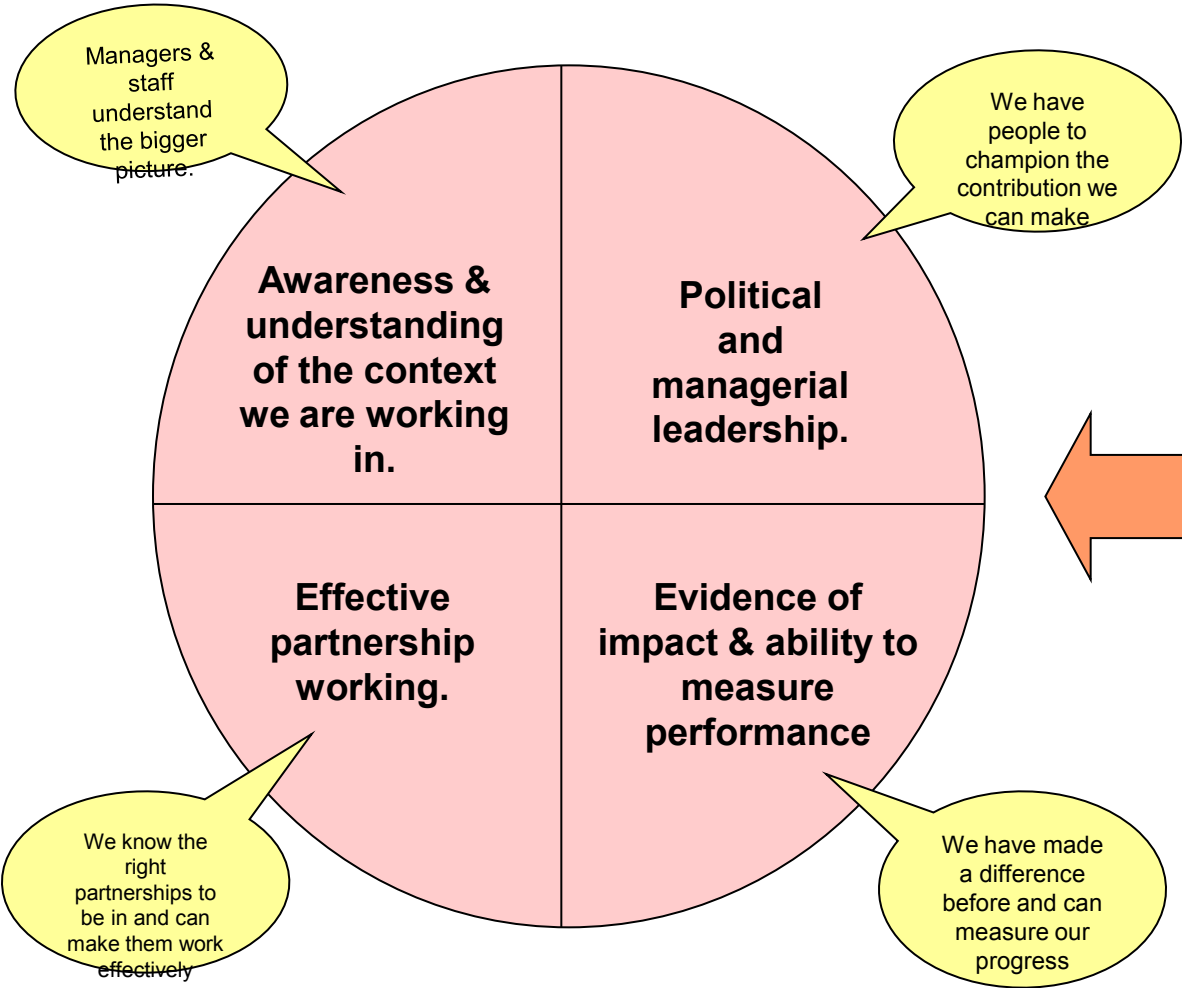 Managers &
staff
understand
the bigger
picture.
We have
people to
champion the
contribution we
can make
Awareness &
understanding
of the context
we are working
in.
Political
and
managerial
leadership.
Effective
partnership
working.
Evidence of
impact & ability to
measure
performance
We know the
right
partnerships to
be in and can
make them work
effectively
We have made
a difference
before and can
measure our
progress